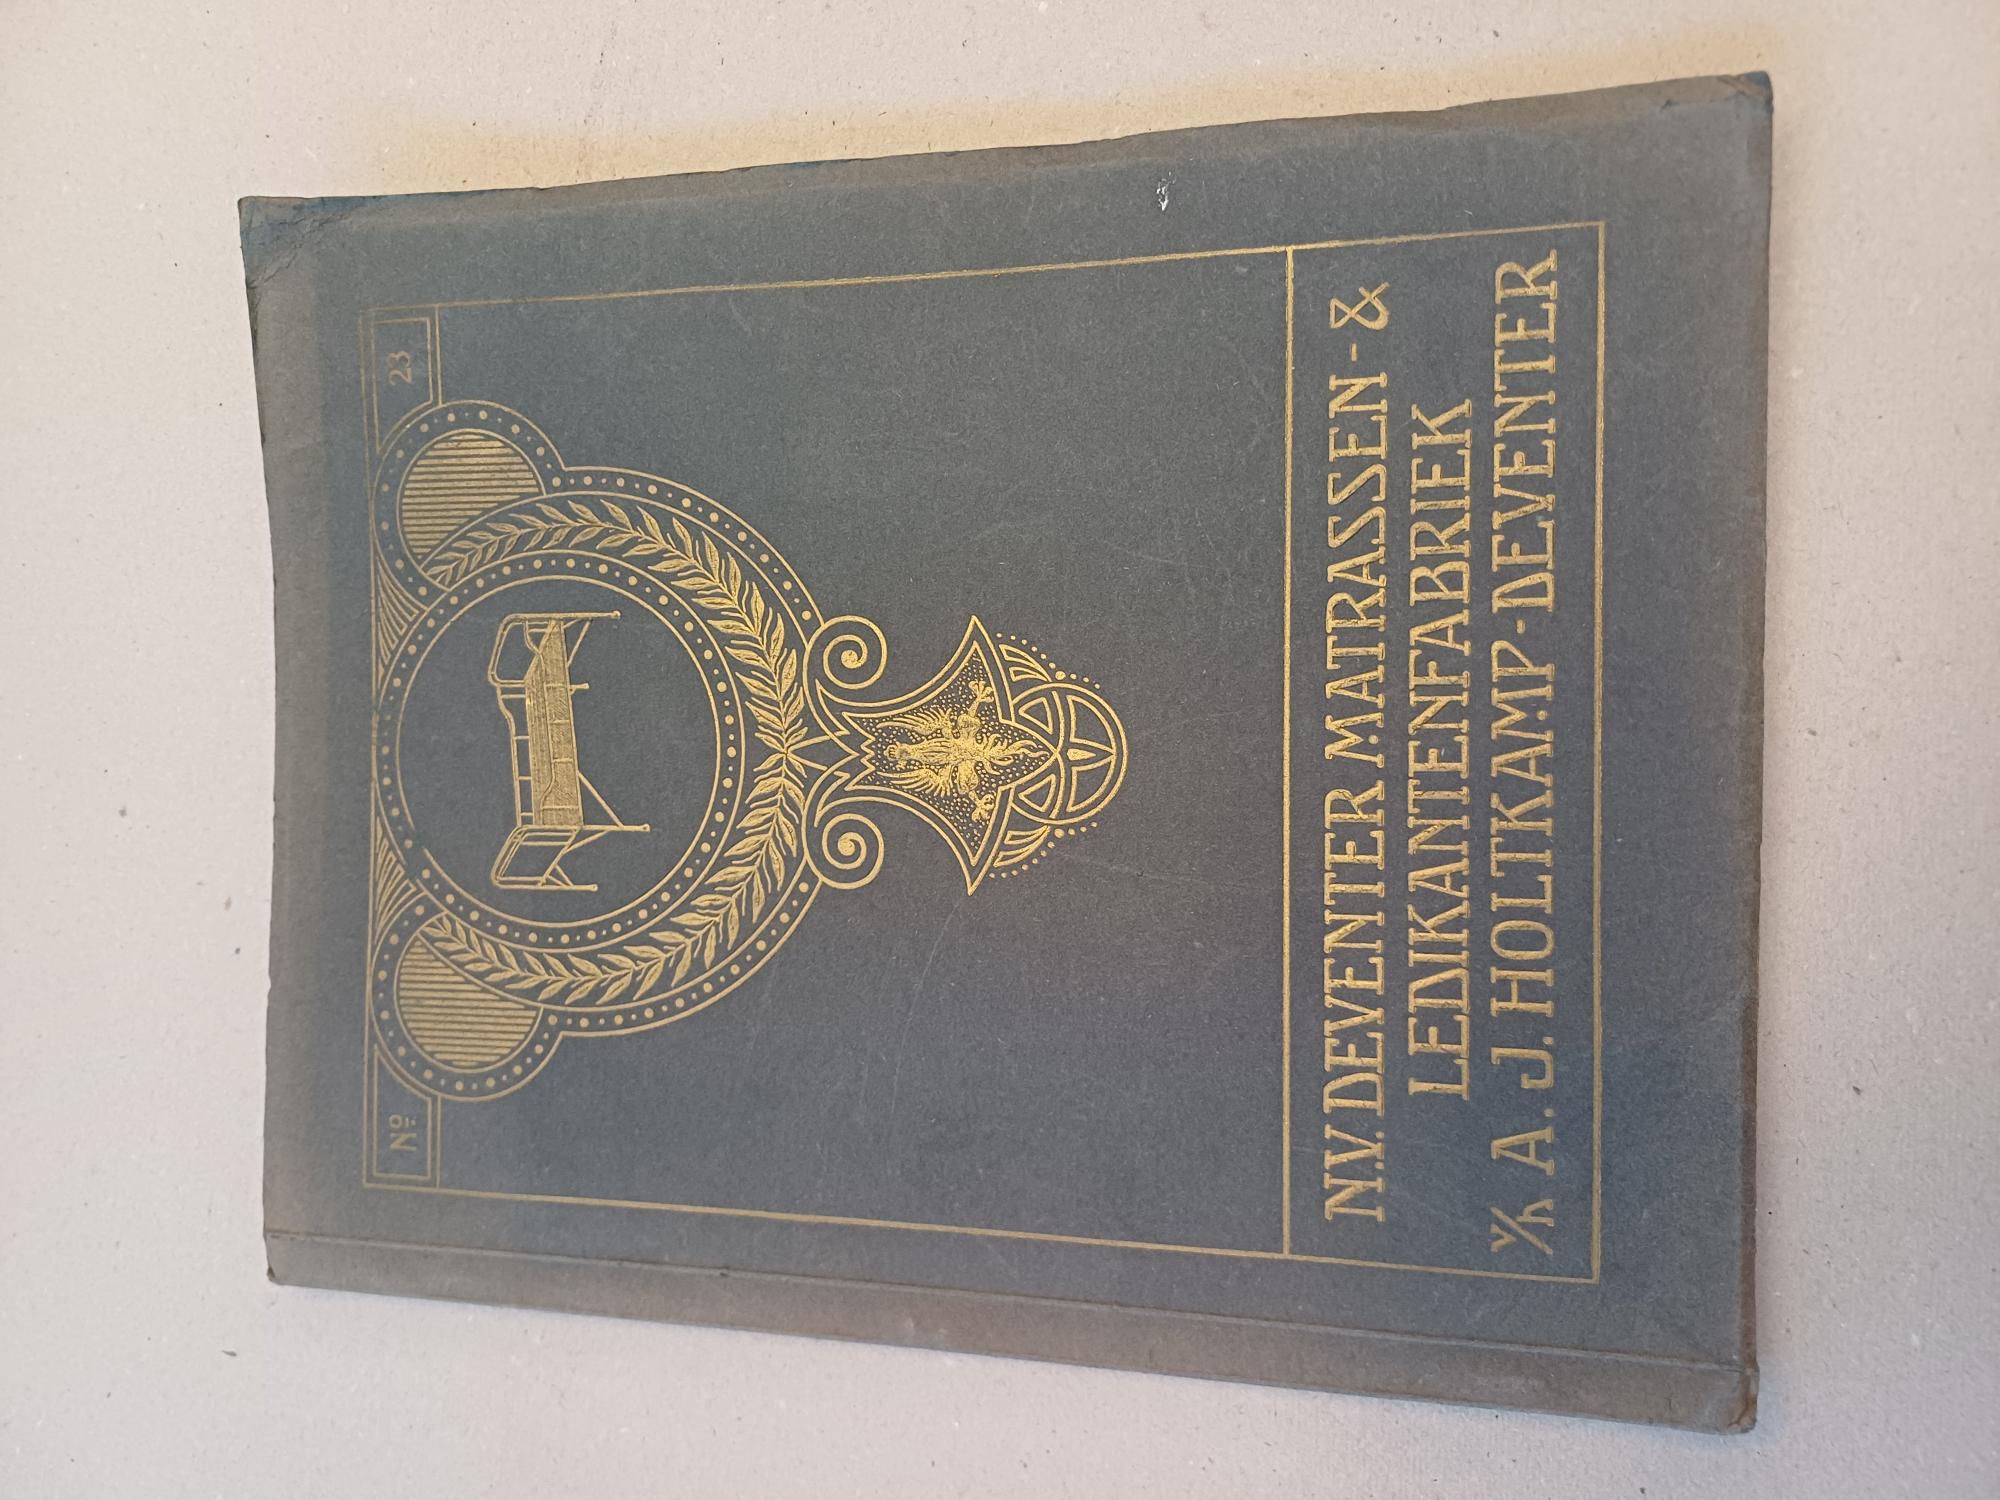 No 23
N.V. DEVENTER MATRASSEN- &
LEDIKANTENFABRIEK
V/h A. J. HOLTKAMP-DEVENTER